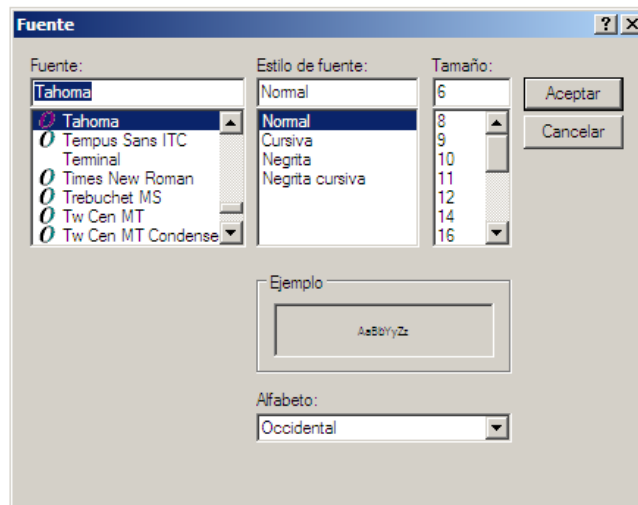 Fuente
Fuente:
Tahoma
Tahoma
Tempus Sans ITC
Terminal
Times New Roman
Trebuchet MS
Tw Cen MT
Tw Cen MT Condense
Estilo de fuente:
Normal
Normal
Cursiva
Negrita
Negrita cursiva
Tamaño:
6
8
9
10
11
12
14
16
Aceptar
Cancelar
Ejemplo
AaBbYyZz
Alfabeto:
Occidental